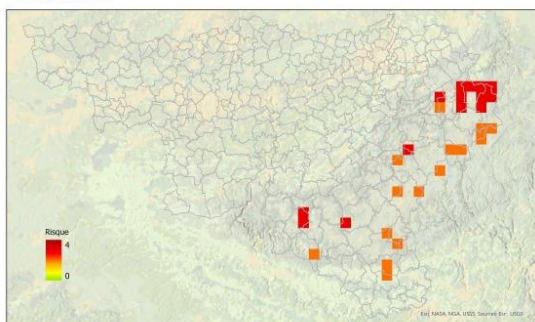 Risque
4
0
Esri, NASA, NGA, USGS, Sources: Esri, USGS